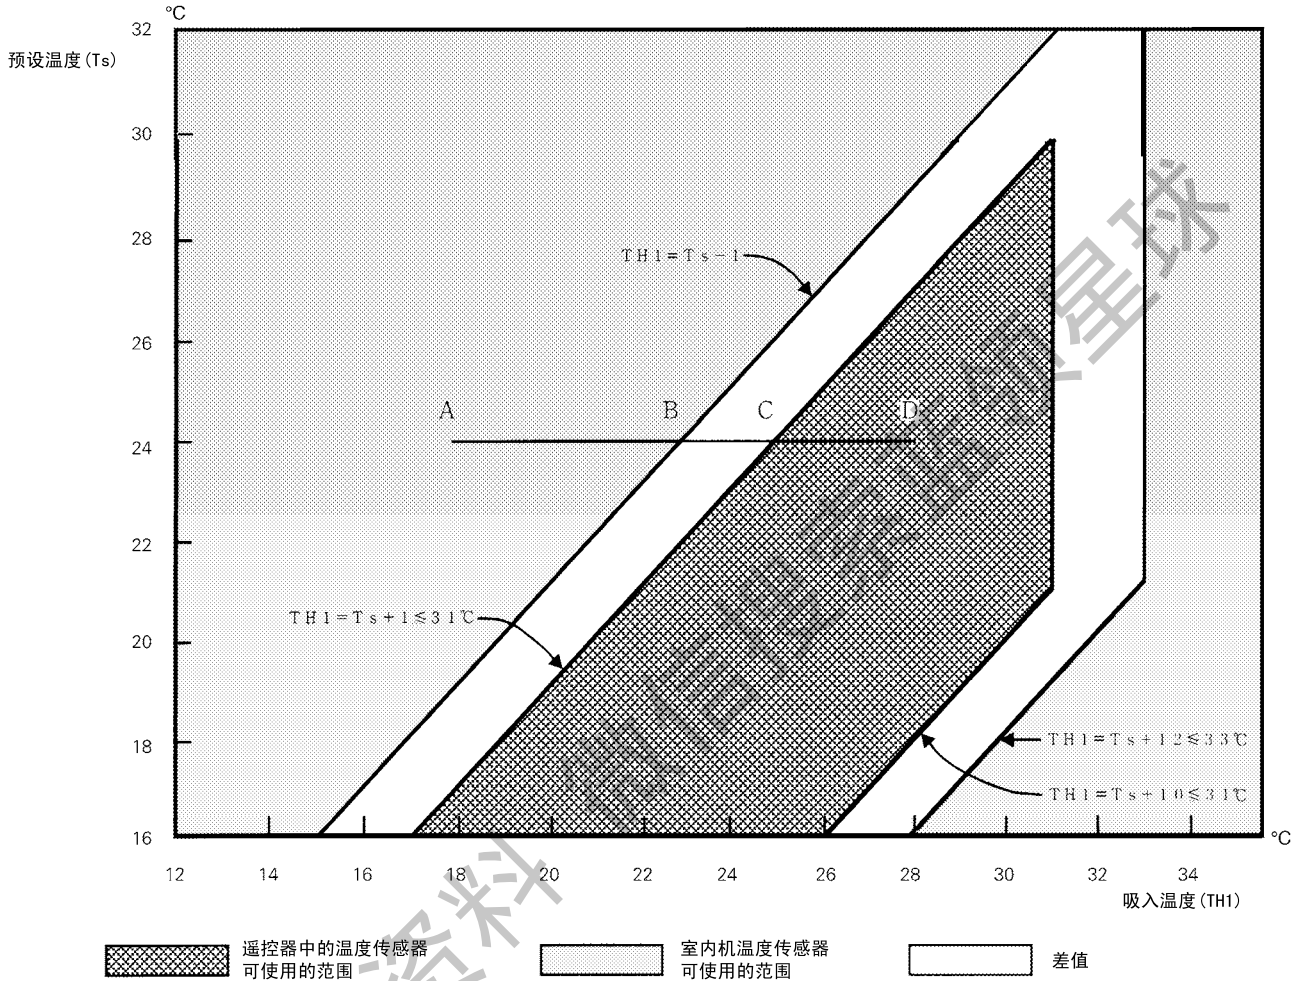 ℃
32
预设温度(Ts)
30
28
TH1=Ts-1
26
A
B
C
D
24
22
TH1=Ts+1≤31℃
20
18
TH1=Ts+12≤33℃
TH1=Ts+10≤31℃
16
℃
12
14
16
18
20
22
24
26
28
30
32
34
吸入温度(TH1)
遥控器中的温度传感器
可使用的范围
室内机温度传感器
可使用的范围
差值